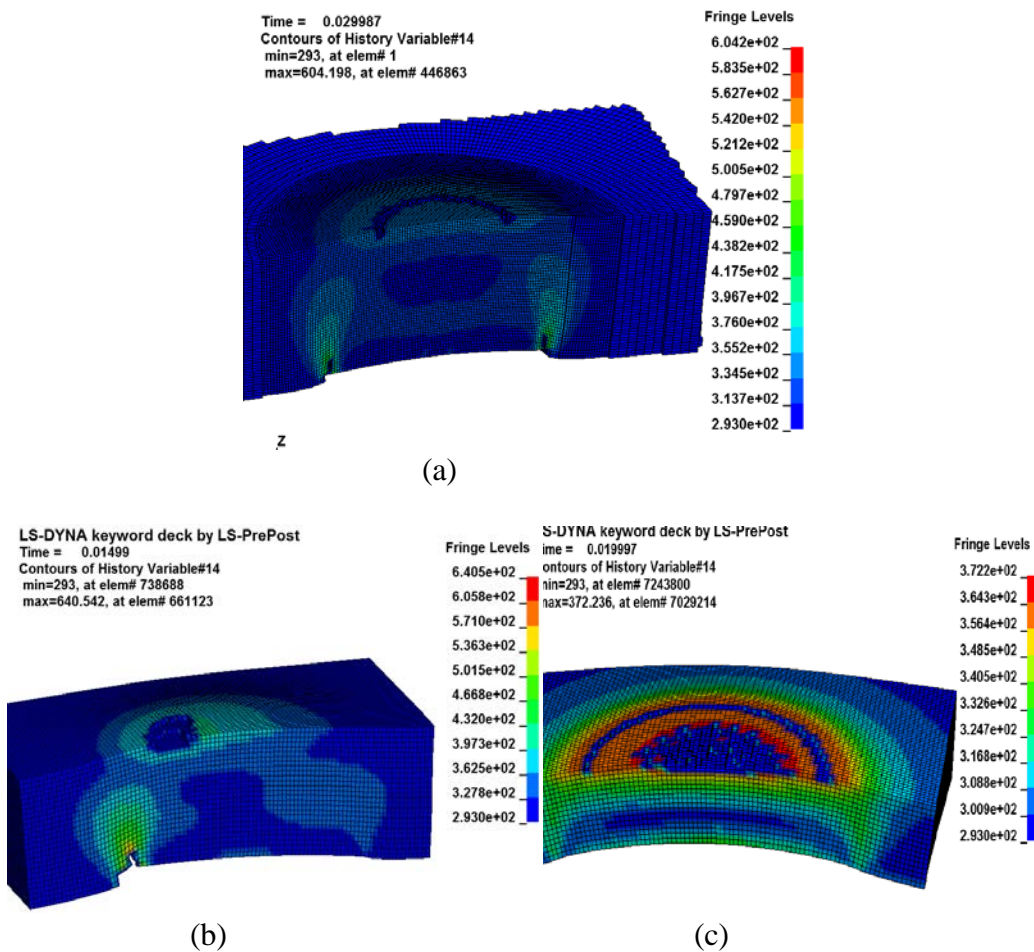 Time = 0.029987
Contours of History Variable#14
min=293, at elem# 1
max=604.198, at elem# 446863
Fringe Levels
6.042e+02
5.835e+02
5.627e+02
5.420e+02
5.212e+02
5.005e+02
4.797e+02
4.590e+02
4.382e+02
4.175e+02
3.967e+02
3.760e+02
3.552e+02
3.345e+02
3.137e+02
2.930e+02
Z
(a)
LS-DYNA keyword deck by LS-PrePost
Time = 0.01499
Contours of History Variable#14
min=293, at elem# 738688
max=640.542, at elem# 661123
Fringe Levels
6.405e+02
6.058e+02
5.710e+02
5.363e+02
5.015e+02
4.668e+02
4.320e+02
3.973e+02
3.625e+02
3.278e+02
2.930e+02
(b)
S-DYNA keyword deck by LS-PrePost
ime = 0.019997
ontours of History Variable#14
min=293, at elem# 7243800
max=372.236, at elem# 7029214
Fringe Levels
3.722e+02
3.643e+02
3.564e+02
3.485e+02
3.405e+02
3.326e+02
3.247e+02
3.168e+02
3.088e+02
3.009e+02
2.930e+02
(c)